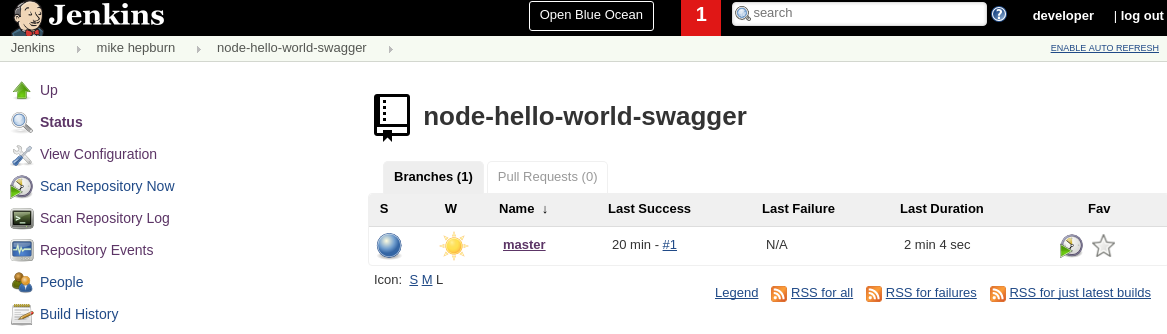 Jenkins
Open Blue Ocean
1
search
developer | log out
Jenkins mike hepburn node-hello-world-swagger
ENABLE AUTO REFRESH
Up
Status
View Configuration
Scan Repository Now
Scan Repository Log
Repository Events
People
Build History
node-hello-world-swagger
Branches (1) Pull Requests (0)
S W Name ↓ Last Success Last Failure Last Duration Fav
master 20 min - #1 N/A 2 min 4 sec
Icon: S M L
Legend RSS for all RSS for failures RSS for just latest builds